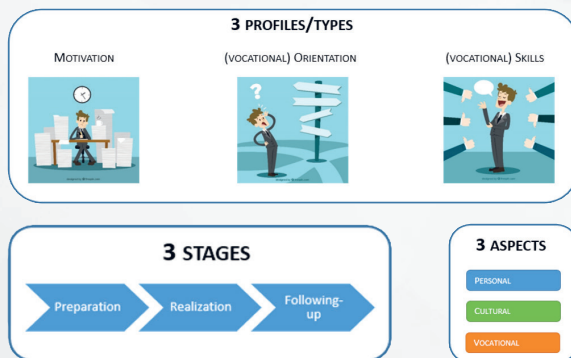 3 PROFILES/TYPES
MOTIVATION
(VOCATIONAL) ORIENTATION
(VOCATIONAL) SKILLS
?
3 STAGES
Preparation
Realization
Following-
up
3 ASPECTS
PERSONAL
CULTURAL
VOCATIONAL